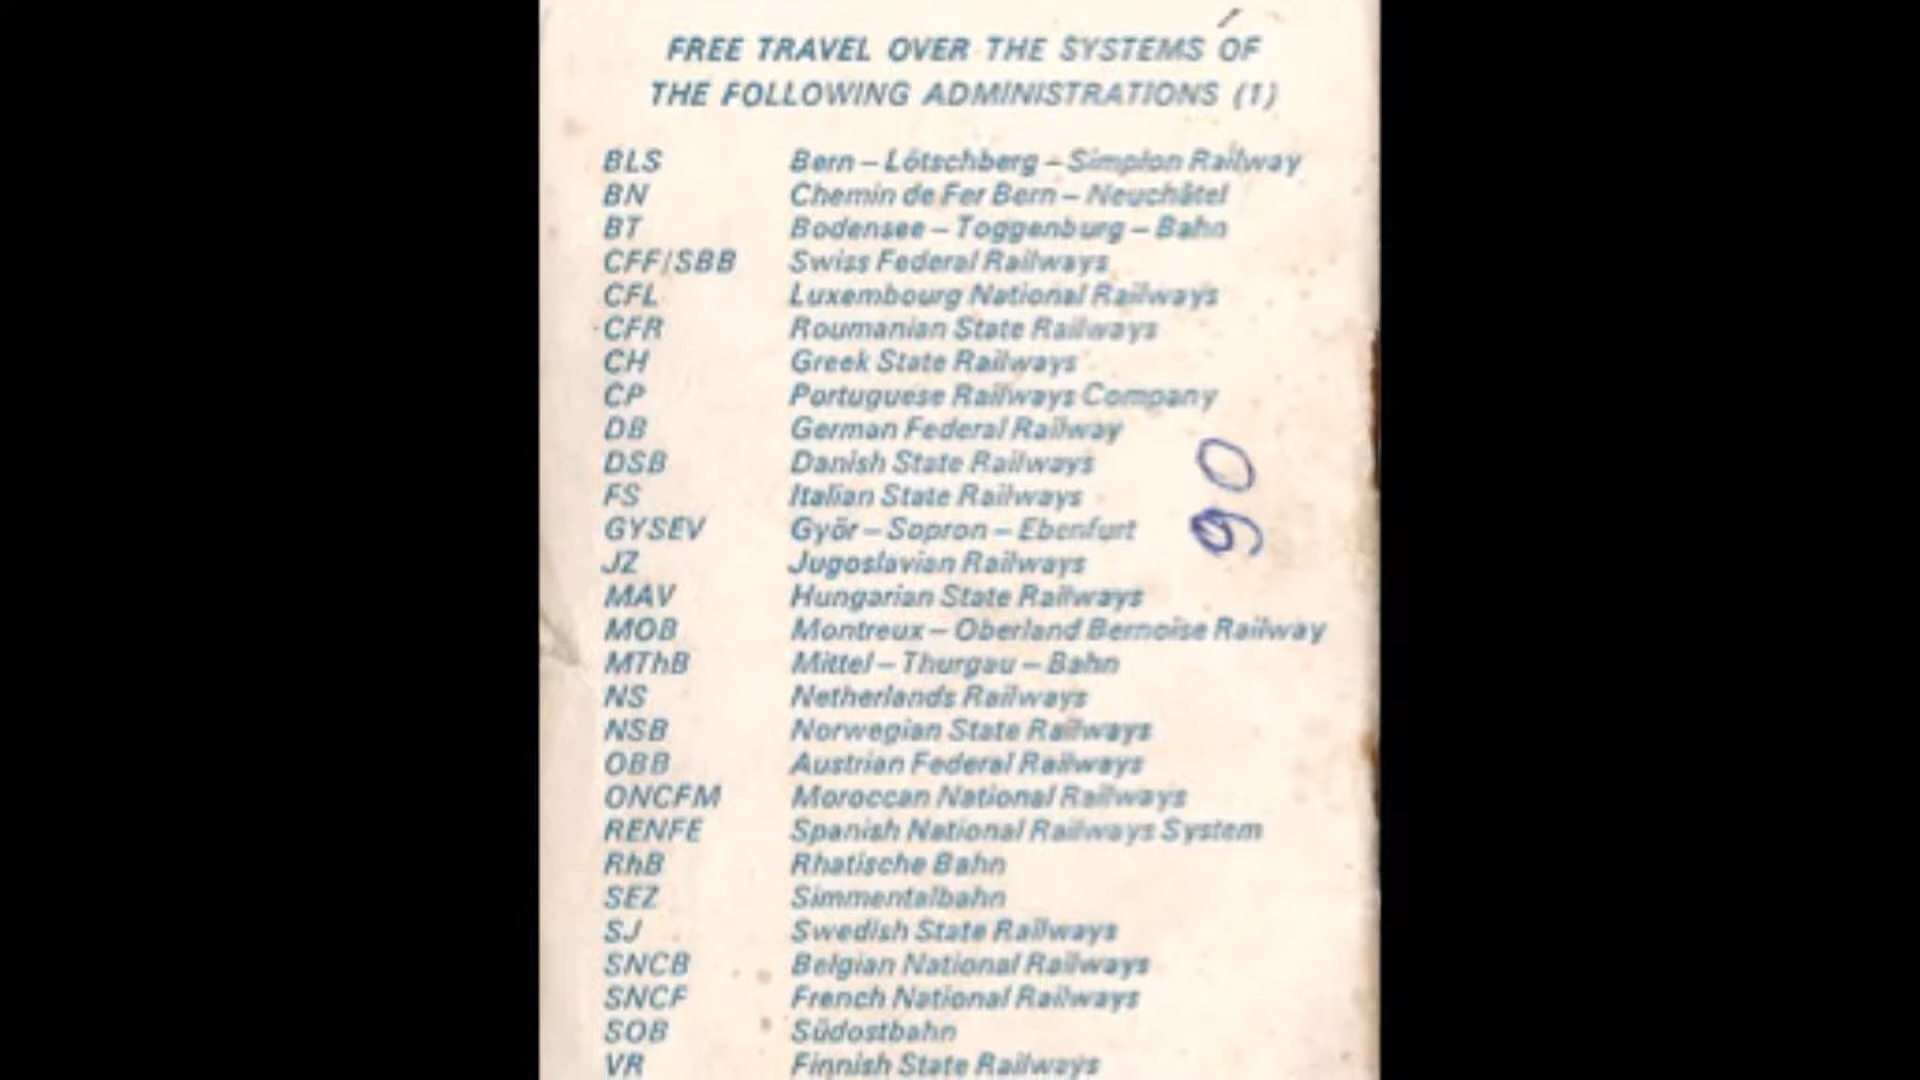 FREE TRAVEL OVER THE SYSTEMS OF
THE FOLLOWING ADMINISTRATIONS (1)
BLS Bern – Lötschberg – Simplon Railway
BN Chemin de Fer Bern – Neuchâtel
BT Bodensee – Toggenburg – Bahn
CFF/SBB Swiss Federal Railways
CFL Luxembourg National Railways
CFR Roumanian State Railways
CH Greek State Railways
CP Portuguese Railways Company
DB German Federal Railway
DSB Danish State Railways
FS Italian State Railways
GYSEV Györ – Sopron – Ebenfurt
JZ Jugoslavian Railways
MAV Hungarian State Railways
MOB Montreux – Oberland Bernoise Railway
MThB Mittel – Thurgau – Bahn
NS Netherlands Railways
NSB Norwegian State Railways
OBB Austrian Federal Railways
ONCFM Moroccan National Railways
RENFE Spanish National Railways System
RhB Rhatische Bahn
SEZ Simmentalbahn
SJ Swedish State Railways
SNCB Belgian National Railways
SNCF French National Railways
SOB Südostbahn
VR Finnish State Railways
90